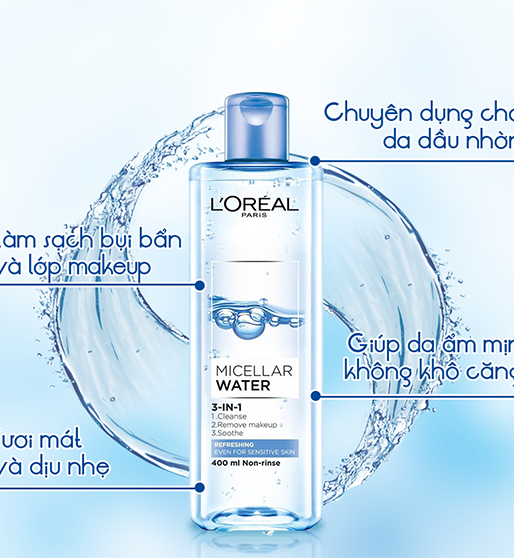 Chuyên dụng cho
da dầu nhờn
L'ORÉAL
PARIS
Làm sạch bụi bẩn
và lớp makeup
MICELLAR
WATER
Giúp da ẩm mịn
không khô căng
3-IN-1
1.Cleanse
2.Remove makeup
3.Soothe
REFRESHING
EVEN FOR SENSITIVE SKIN
400 ml Non-rinse
ươi mát
và dịu nhẹ